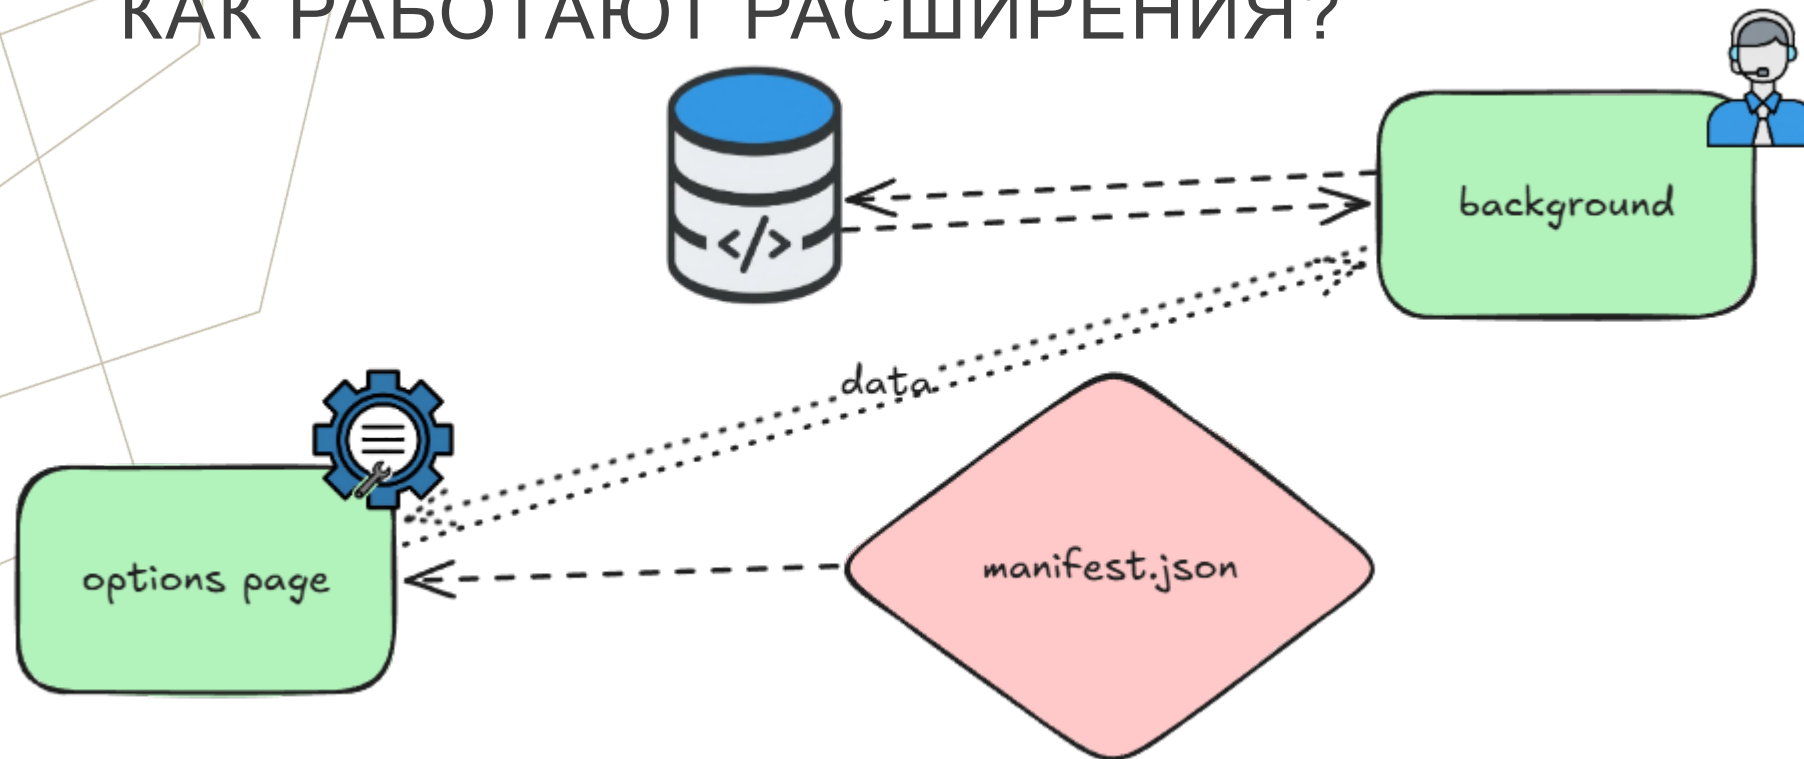 КАК РАБОТАЮТ РАСШИРЕНИЯ?
</>
background
data
options page
manifest.json